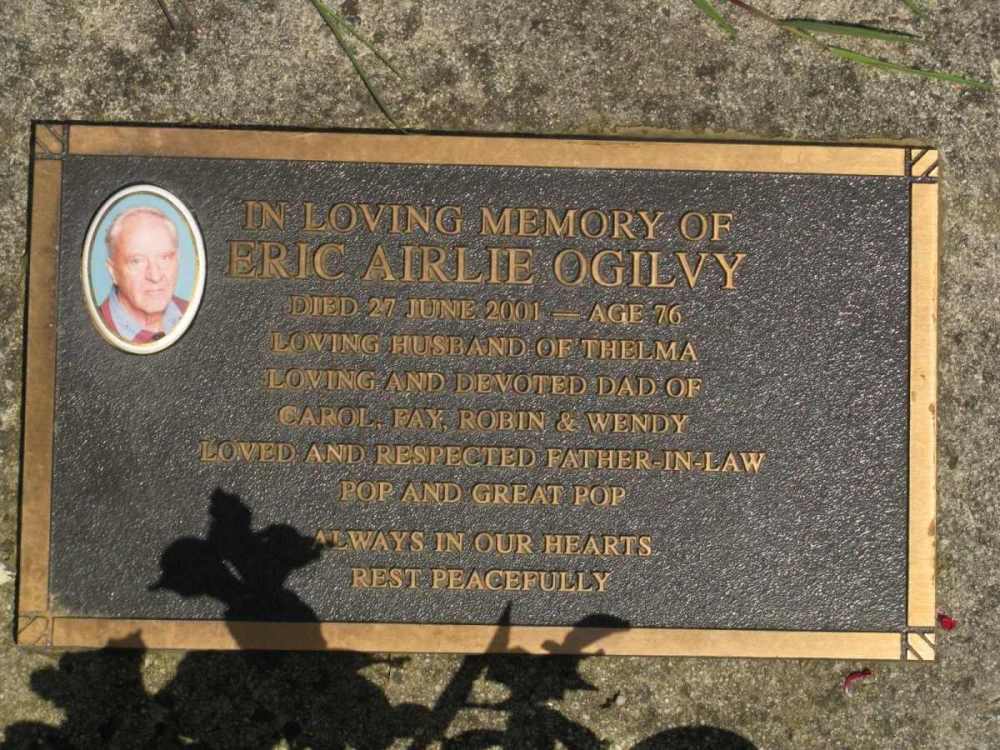 IN LOVING MEMORY OF
ERIC AIRLIE OGILVY
DIED 27 JUNE 2001 — AGE 76
LOVING HUSBAND OF THELMA
LOVING AND DEVOTED DAD OF
CAROL, FAY, ROBIN & WENDY
LOVED AND RESPECTED FATHER-IN-LAW
POP AND GREAT POP
ALWAYS IN OUR HEARTS
REST PEACEFULLY